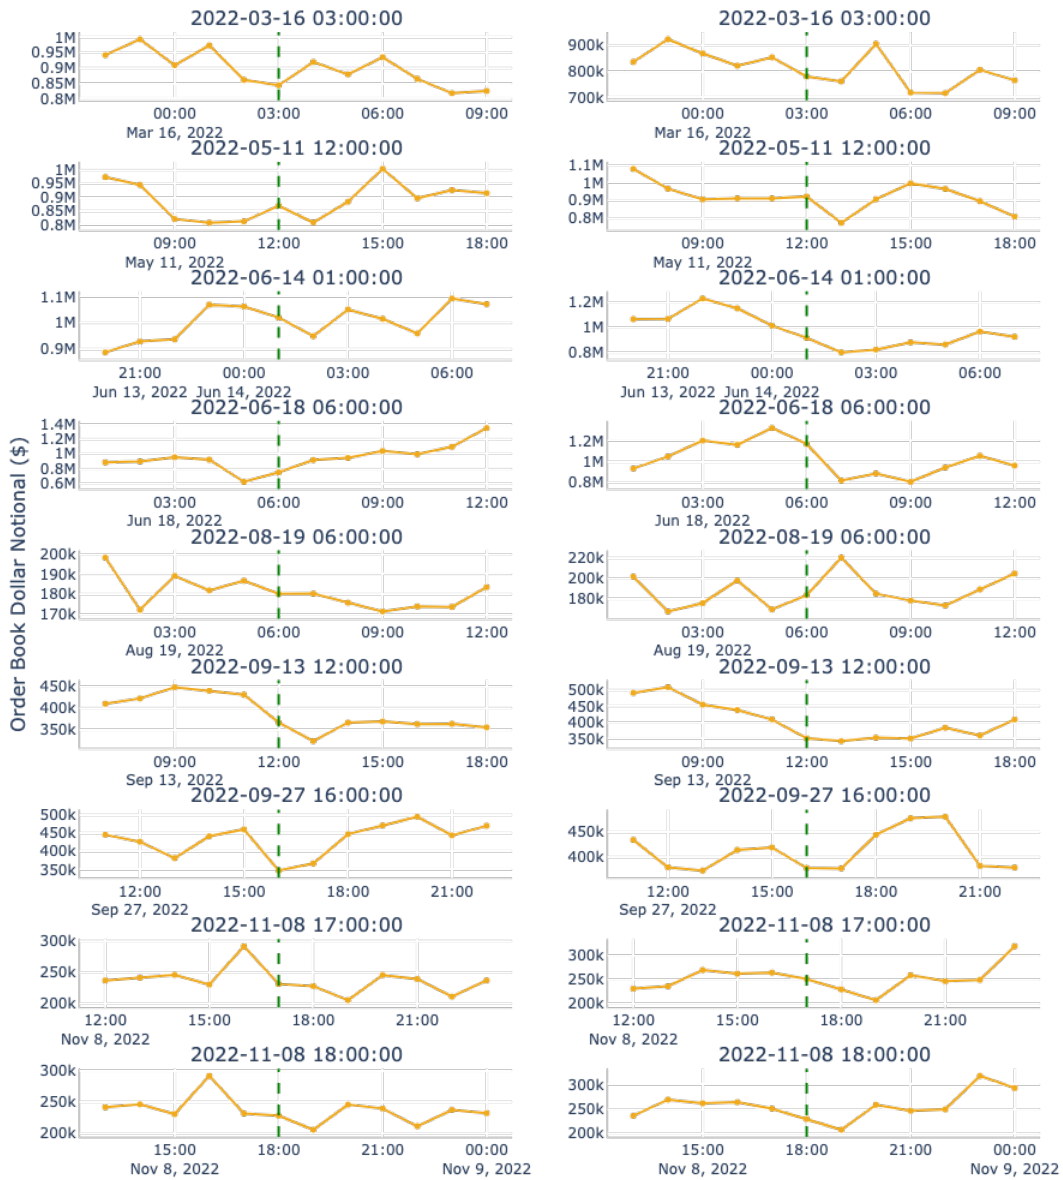 2022-03-16 03:00:00
1M
0.95M
0.9M
0.85M
0.8M
00:00 03:00 06:00 09:00
Mar 16, 2022
2022-03-16 03:00:00
900k
800k
700k
00:00 03:00 06:00 09:00
Mar 16, 2022
2022-05-11 12:00:00
1M
0.95M
0.9M
0.85M
0.8M
09:00 12:00 15:00 18:00
May 11, 2022
2022-05-11 12:00:00
1.1M
1M
0.9M
0.8M
09:00 12:00 15:00 18:00
May 11, 2022
2022-06-14 01:00:00
1.1M
1M
0.9M
21:00 00:00 03:00 06:00
Jun 13, 2022 Jun 14, 2022
2022-06-14 01:00:00
1.2M
1M
0.8M
21:00 00:00 03:00 06:00
Jun 13, 2022 Jun 14, 2022
Order Book Dollar Notional ($)
2022-06-18 06:00:00
1.4M
1.2M
1M
0.8M
0.6M
03:00 06:00 09:00 12:00
Jun 18, 2022
2022-06-18 06:00:00
1.2M
1M
0.8M
03:00 06:00 09:00 12:00
Jun 18, 2022
2022-08-19 06:00:00
200k
190k
180k
170k
03:00 06:00 09:00 12:00
Aug 19, 2022
2022-08-19 06:00:00
220k
200k
180k
03:00 06:00 09:00 12:00
Aug 19, 2022
2022-09-13 12:00:00
450k
400k
350k
09:00 12:00 15:00 18:00
Sep 13, 2022
2022-09-13 12:00:00
500k
450k
400k
350k
09:00 12:00 15:00 18:00
Sep 13, 2022
2022-09-27 16:00:00
500k
450k
400k
350k
12:00 15:00 18:00 21:00
Sep 27, 2022
2022-09-27 16:00:00
450k
400k
12:00 15:00 18:00 21:00
Sep 27, 2022
2022-11-08 17:00:00
300k
250k
200k
12:00 15:00 18:00 21:00
Nov 8, 2022
2022-11-08 17:00:00
300k
250k
200k
12:00 15:00 18:00 21:00
Nov 8, 2022
2022-11-08 18:00:00
300k
250k
200k
15:00 18:00 21:00 00:00
Nov 8, 2022 Nov 9, 2022
2022-11-08 18:00:00
300k
250k
200k
15:00 18:00 21:00 00:00
Nov 8, 2022 Nov 9, 2022